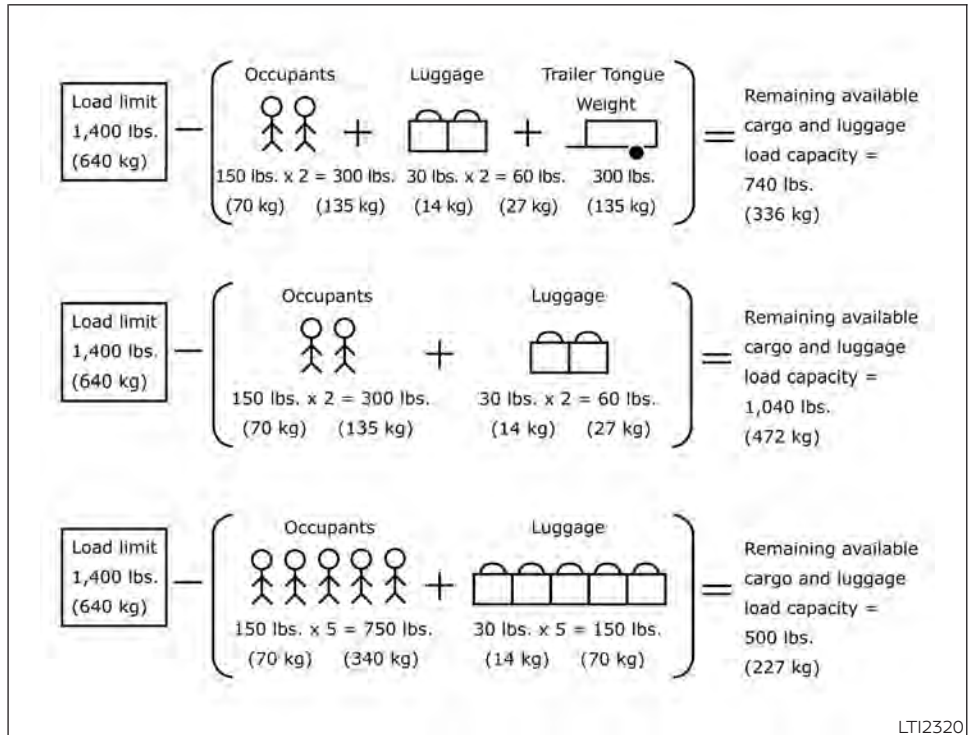 Occupants
Luggage
Trailer Tongue
Weight
Load limit
1,400 lbs.
(640 kg)
150 lbs. x 2 = 300 lbs.
(70 kg) (135 kg)
30 lbs. x 2 = 60 lbs.
(14 kg) (27 kg)
300 lbs.
(135 kg)
Remaining available
cargo and luggage
load capacity =
740 lbs.
(336 kg)
Occupants
Luggage
Load limit
1,400 lbs.
(640 kg)
150 lbs. x 2 = 300 lbs.
(70 kg) (135 kg)
30 lbs. x 2 = 60 lbs.
(14 kg) (27 kg)
Remaining available
cargo and luggage
load capacity =
1,040 lbs.
(472 kg)
Occupants
Luggage
Load limit
1,400 lbs.
(640 kg)
150 lbs. x 5 = 750 lbs.
(70 kg) (340 kg)
30 lbs. x 5 = 150 lbs.
(14 kg) (70 kg)
Remaining available
cargo and luggage
load capacity =
500 lbs.
(227 kg)
LTI2320